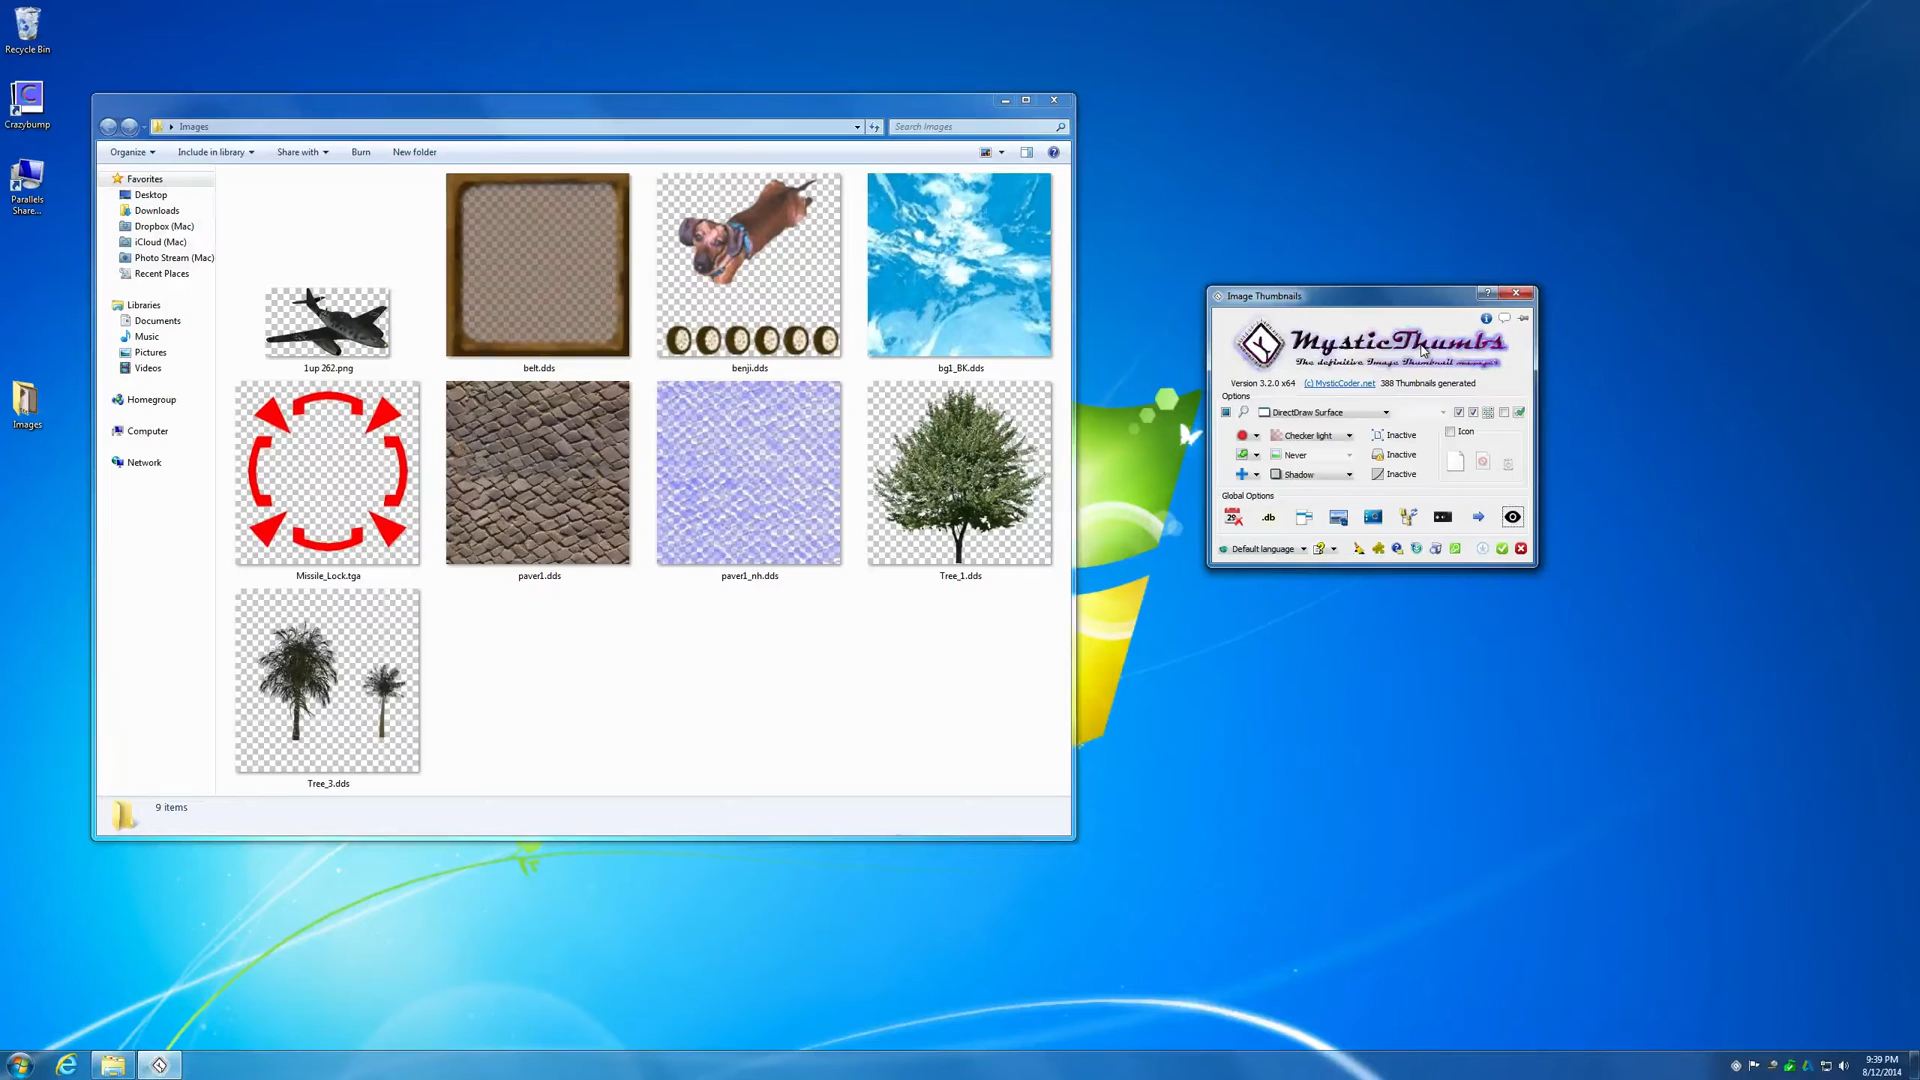 Recycle Bin
Crazybump
Parallels
Share...
Images
Images
Search Images
Organize
Include in library
Share with
Burn
New folder
Favorites
Desktop
Downloads
Dropbox (Mac)
iCloud (Mac)
Photo Stream (Mac)
Recent Places
Libraries
Documents
Music
Pictures
Videos
Homegroup
Computer
Network
1up 262.png
belt.dds
benji.dds
bg1_BK.dds
Missile_Lock.tga
paver1.dds
paver1_nh.dds
Tree_1.dds
Tree_3.dds
9 items
Image Thumbnails
MysticThumbs
The definitive Image Thumbnail manager
Version 3.2.0 x64 (c) MysticCoder.net 388 Thumbnails generated
Options
DirectDraw Surface
Checker light
Inactive
Icon
Never
Inactive
Shadow
Inactive
Global Options
29
.db
Default language
9:39 PM
8/12/2014